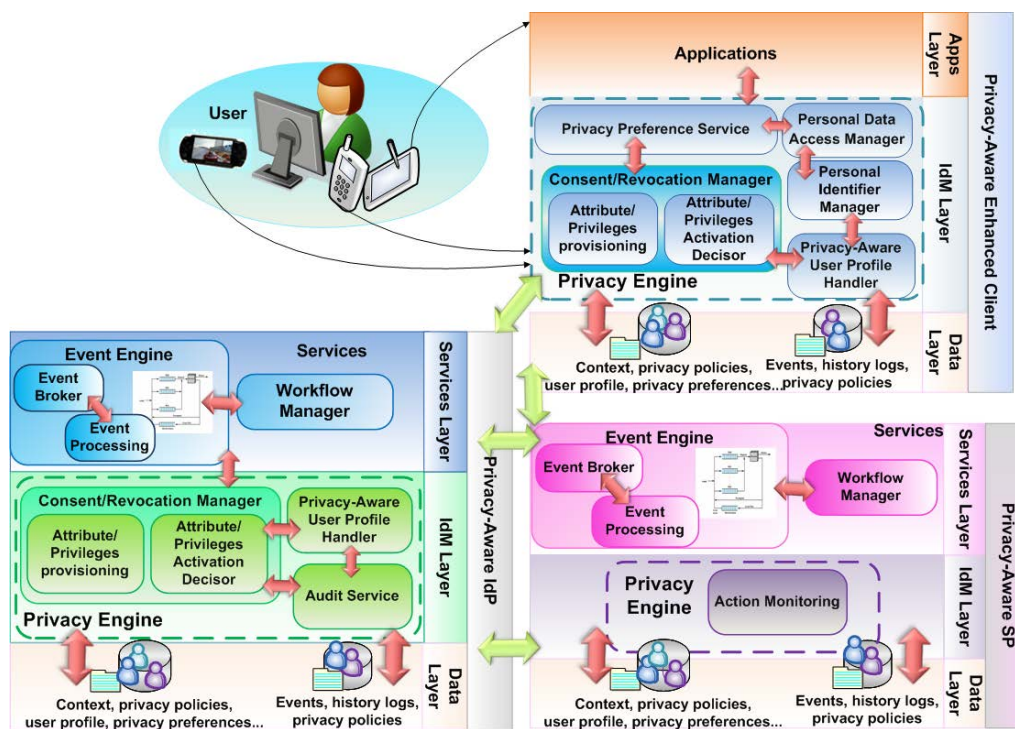 User
Applications
Apps
Layer
Privacy Preference Service
Personal Data
Access Manager
Consent/Revocation Manager
Attribute/
Privileges
provisioning
Attribute/
Privileges
Activation
Decisor
Personal
Identifier
Manager
Privacy-Aware
User Profile
Handler
Privacy Engine
IdM Layer
Context, privacy policies,
user profile, privacy preferences...
Events, history logs,
privacy policies
Data
Layer
Privacy-Aware Enhanced Client
Event Engine
Services
Event
Broker
Event
Processing
Workflow
Manager
Services Layer
Consent/Revocation Manager
Attribute/
Privileges
provisioning
Attribute/
Privileges
Activation
Decisor
Privacy-Aware
User Profile
Handler
Audit Service
Privacy Engine
IdM Layer
Context, privacy policies,
user profile, privacy preferences...
Events, history logs,
privacy policies
Data
Layer
Privacy-Aware IdP
Event Engine
Services
Event Broker
Event
Processing
Workflow
Manager
Services Layer
Privacy
Engine
Action Monitoring
IdM Layer
Context, privacy policies,
user profile, privacy preferences...
Events, history logs,
privacy policies
Data
Layer
Privacy-Aware SP